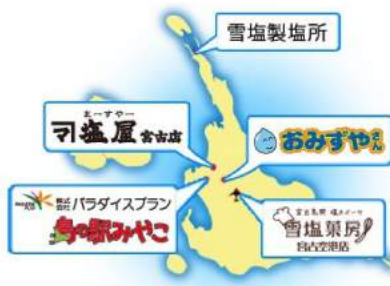 雪塩製塩所
まーすやー
塩屋 宮古店
おみずやさん
株式会社 パラダイスプラン
島の駅みやこ
宮古島発 塩スイーツ
雪塩菓房
宮古空港店